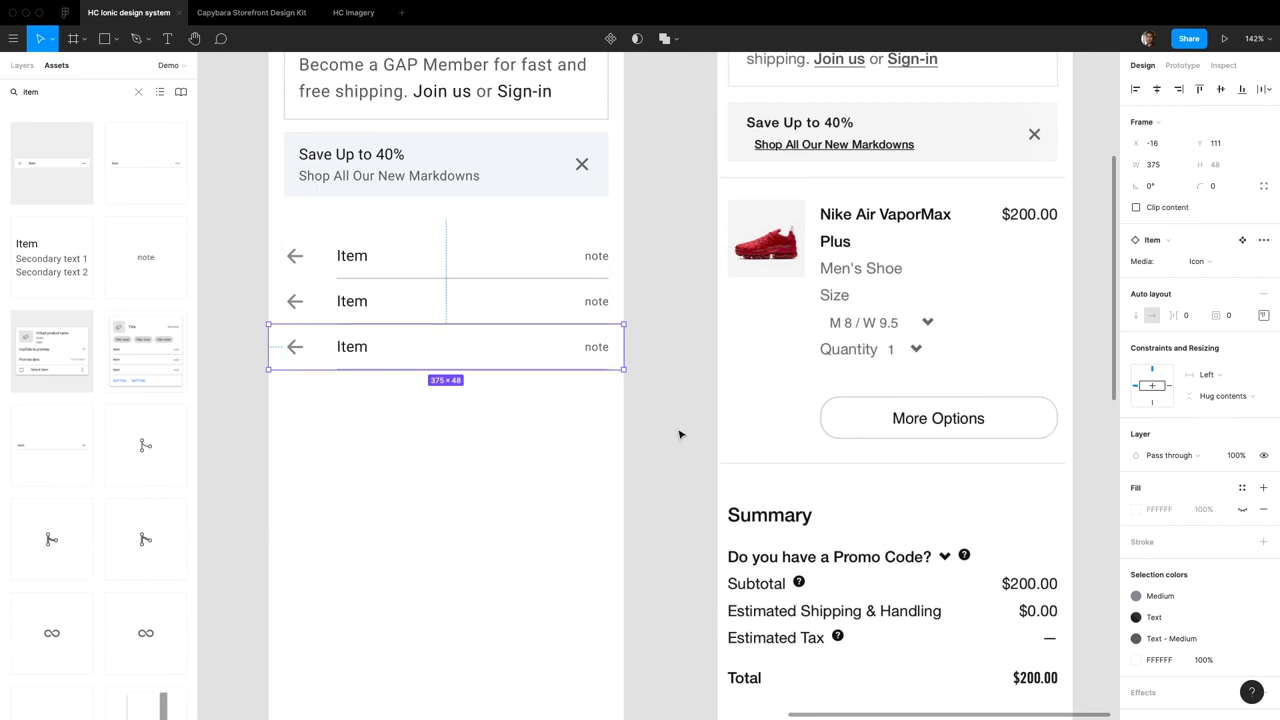 HC Ionic design system
Capybara Storefront Design Kit
HC Imagery
Share
142%
Layers
Assets
Demo
item
Item
Item
Item
Secondary text 1
Secondary text 2
note
Title
Item
Become a GAP Member for fast and
free shipping. Join us or Sign-in
Save Up to 40%
Shop All Our New Markdowns
Item
note
Item
note
Item
note
375 × 48
shipping. Join us or Sign-in
Save Up to 40%
Shop All Our New Markdowns
Nike Air VaporMax
Plus
$200.00
Men's Shoe
Size
M 8 / W 9.5
Quantity 1
More Options
Summary
Do you have a Promo Code?
Subtotal
$200.00
Estimated Shipping & Handling
$0.00
Estimated Tax
—
Total
$200.00
Design
Prototype
Inspect
Frame
X -16
Y 111
W 375
H 48
0°
0
Clip content
Item
Media:
Icon
Auto layout
0
0
Constraints and Resizing
Left
Hug contents
Layer
Pass through
100%
Fill
FFFFFF
100%
Stroke
Selection colors
Medium
Text
Text - Medium
FFFFFF
100%
Effects
?